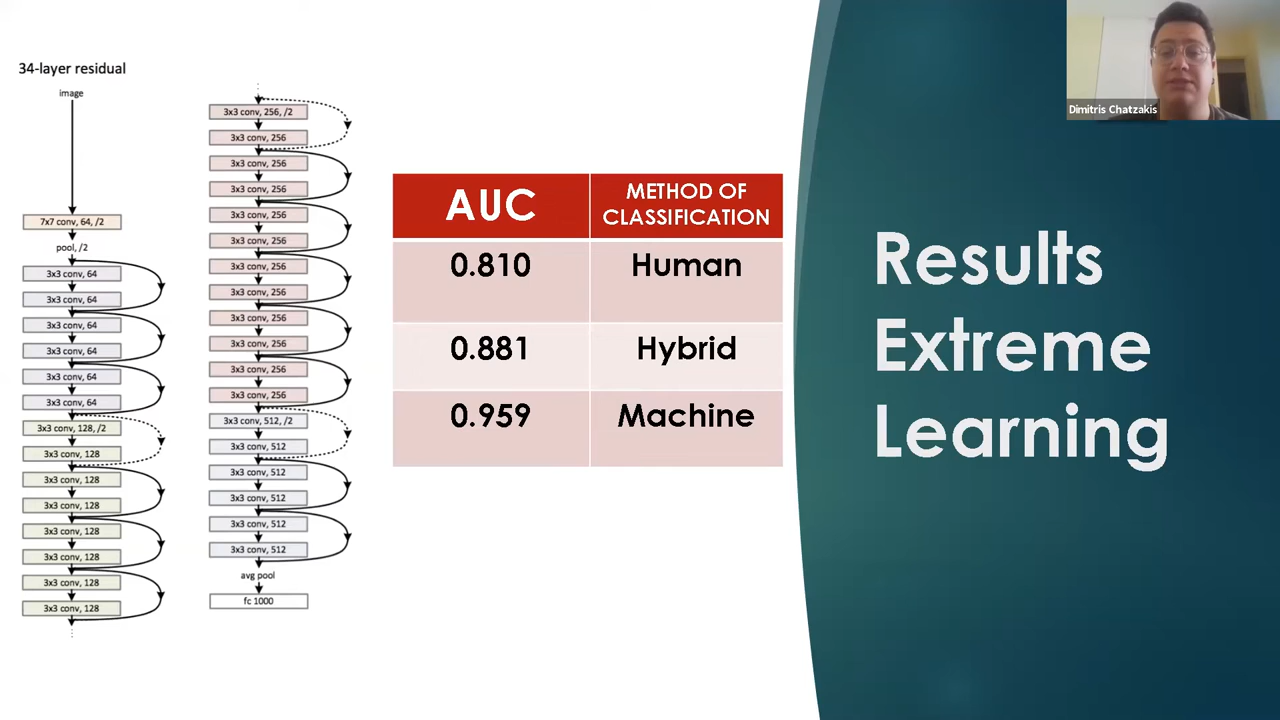 34-layer residual
image
7x7 conv, 64, /2
pool, /2
3x3 conv, 64
3x3 conv, 64
3x3 conv, 64
3x3 conv, 64
3x3 conv, 64
3x3 conv, 64
3x3 conv, 128, /2
3x3 conv, 128
3x3 conv, 128
3x3 conv, 128
3x3 conv, 128
3x3 conv, 128
3x3 conv, 128
3x3 conv, 128
3x3 conv, 256, /2
3x3 conv, 256
3x3 conv, 256
3x3 conv, 256
3x3 conv, 256
3x3 conv, 256
3x3 conv, 256
3x3 conv, 256
3x3 conv, 256
3x3 conv, 256
3x3 conv, 256
3x3 conv, 256
3x3 conv, 512, /2
3x3 conv, 512
3x3 conv, 512
3x3 conv, 512
3x3 conv, 512
3x3 conv, 512
avg pool
fc 1000
AUC
METHOD OF
CLASSIFICATION
0.810 Human
0.881 Hybrid
0.959 Machine
Dimitris Chatzakis
Results
Extreme
Learning